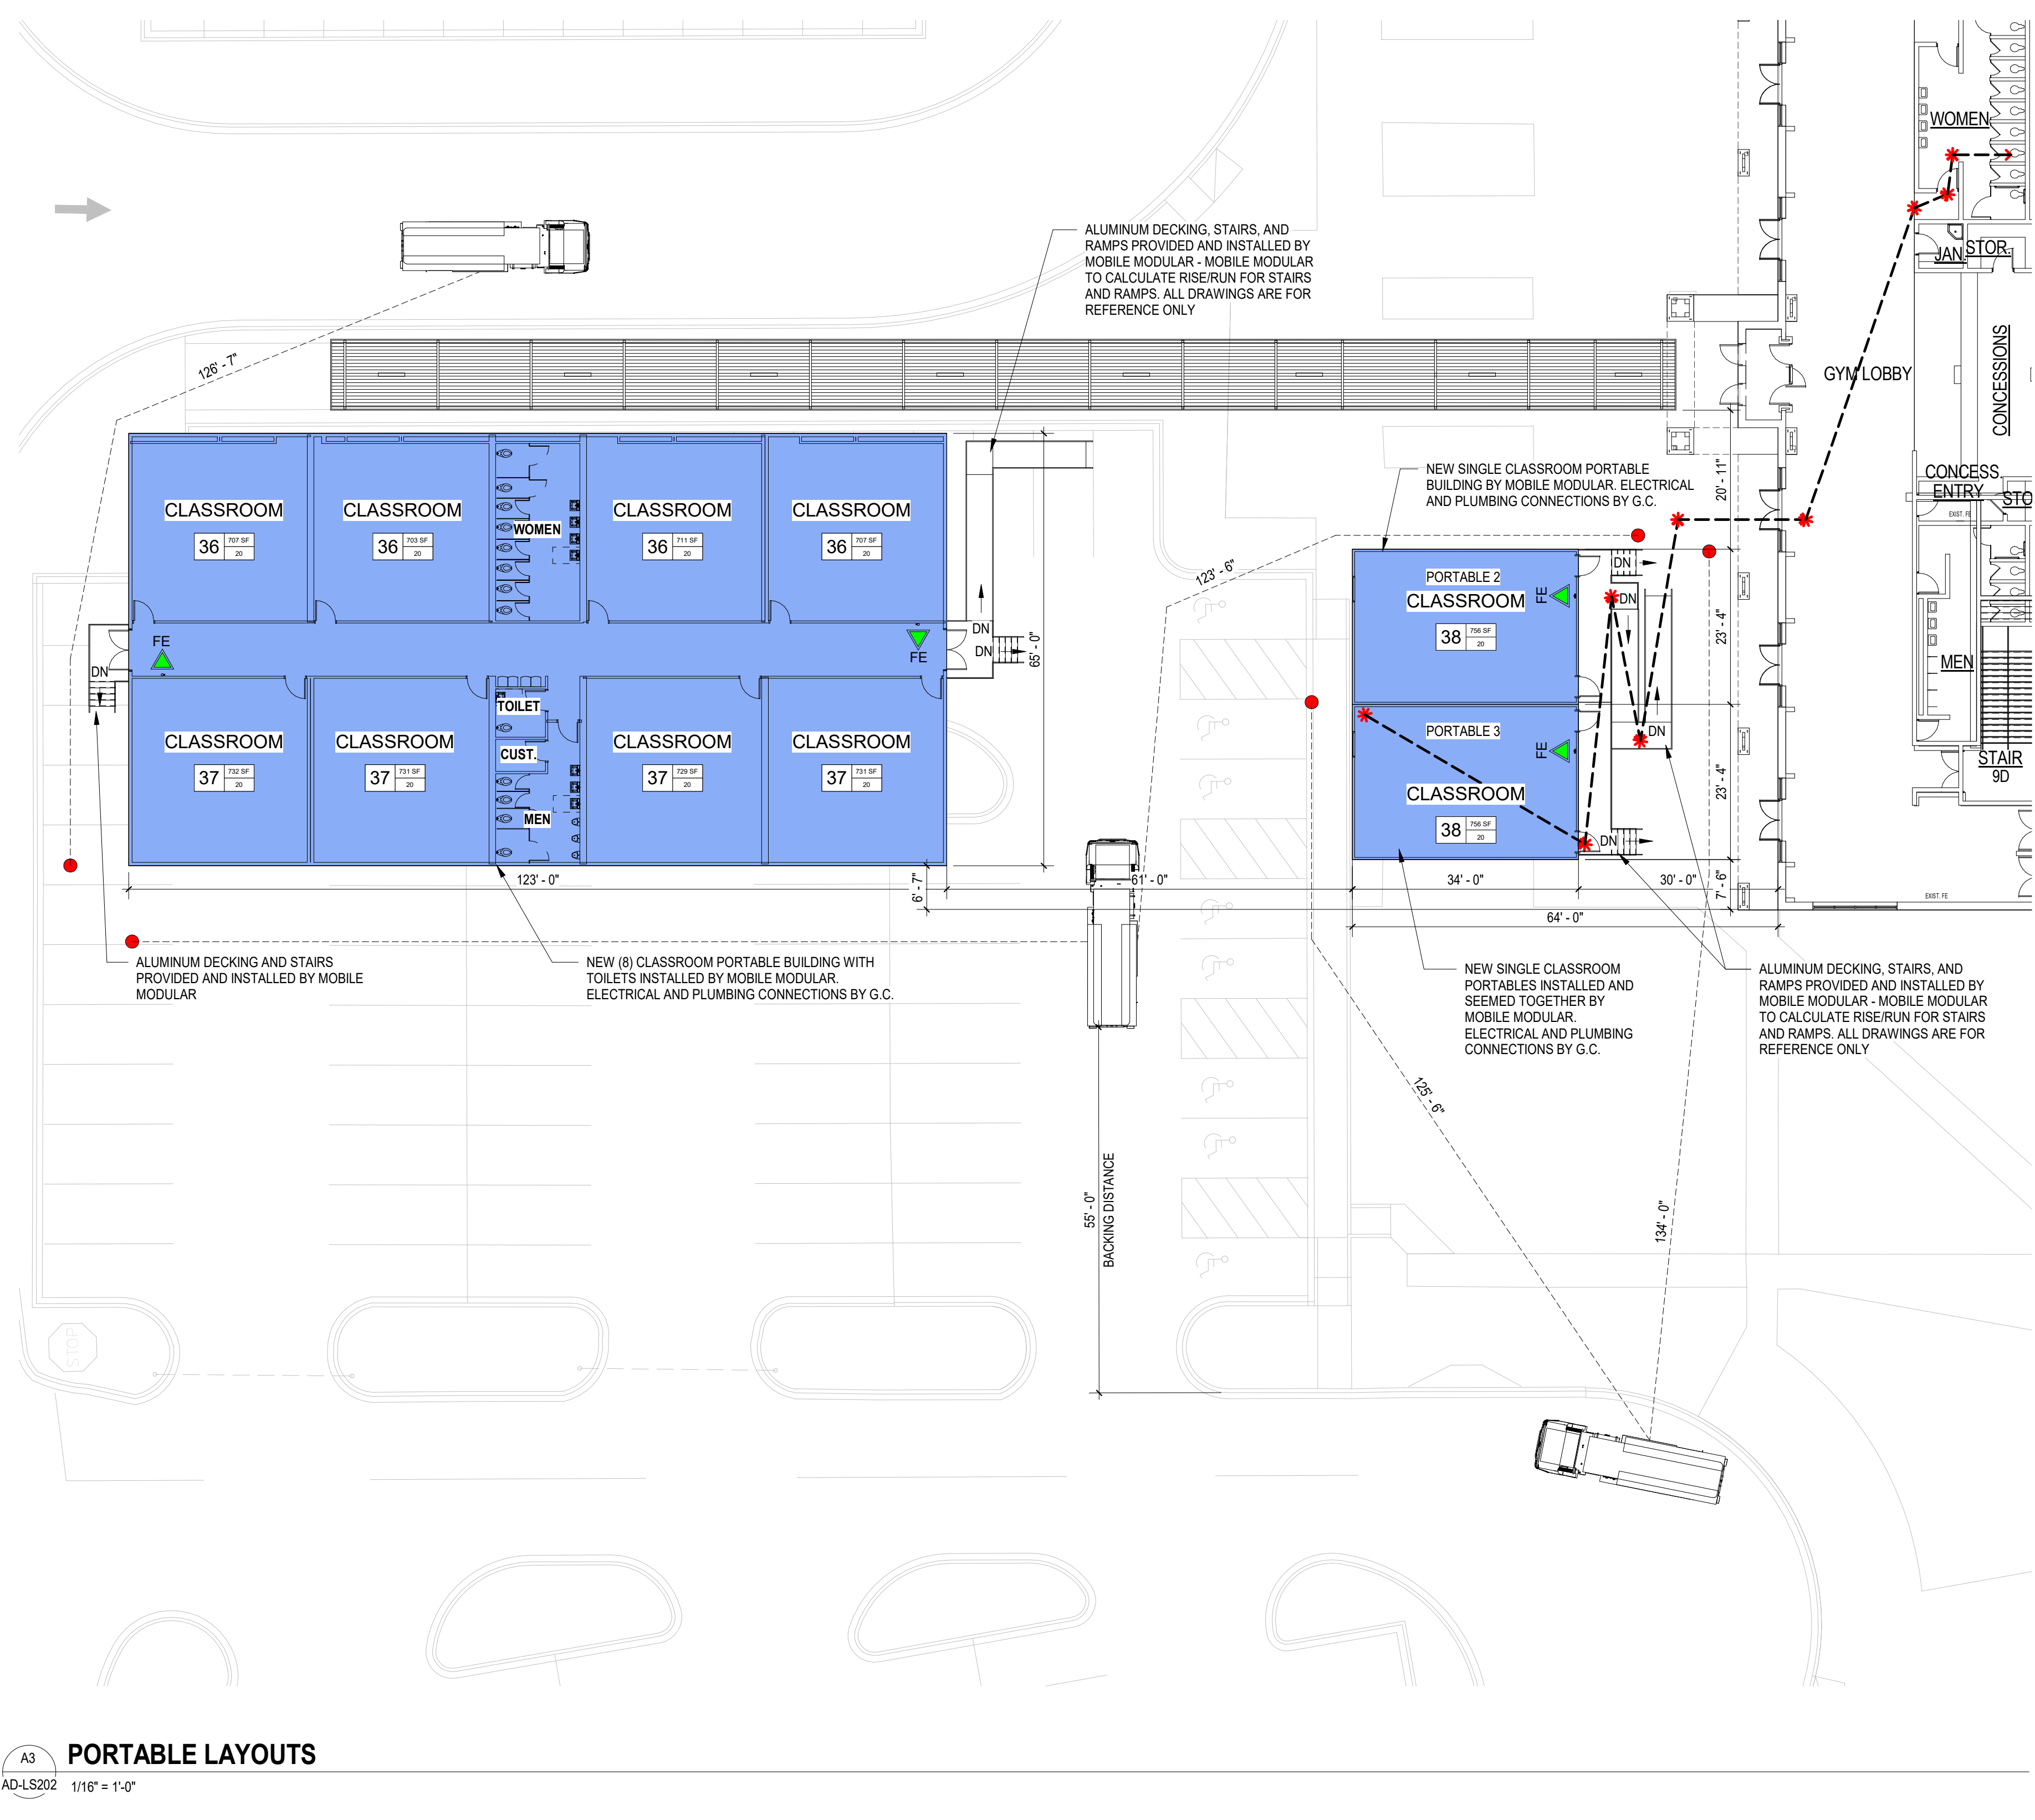 WOMEN
JAN.
STOR.
ALUMINUM DECKING, STAIRS, AND
RAMPS PROVIDED AND INSTALLED BY
MOBILE MODULAR - MOBILE MODULAR
TO CALCULATE RISE/RUN FOR STAIRS
AND RAMPS. ALL DRAWINGS ARE FOR
REFERENCE ONLY
126' - 7"
GYM LOBBY
CONCESSIONS
20' - 11"
NEW SINGLE CLASSROOM PORTABLE
BUILDING BY MOBILE MODULAR. ELECTRICAL
AND PLUMBING CONNECTIONS BY G.C.
CONCESS.
ENTRY
STO
EXIST. FE
CLASSROOM
36
707 SF
20
CLASSROOM
36
703 SF
20
WOMEN
CLASSROOM
36
711 SF
20
CLASSROOM
36
707 SF
20
123' - 6"
PORTABLE 2
CLASSROOM
38
756 SF
20
FE
DN
DN
23' - 4"
FE
FE
DN
DN
DN
65' - 0"
MEN
TOILET
CUST.
MEN
CLASSROOM
37
732 SF
20
CLASSROOM
37
731 SF
20
CLASSROOM
37
729 SF
20
CLASSROOM
37
731 SF
20
PORTABLE 3
CLASSROOM
38
756 SF
20
FE
DN
DN
23' - 4"
STAIR
9D
123' - 0"
6' - 7"
61' - 0"
34' - 0"
30' - 0"
7' - 6"
64' - 0"
EXIST. FE
ALUMINUM DECKING AND STAIRS
PROVIDED AND INSTALLED BY MOBILE
MODULAR
NEW (8) CLASSROOM PORTABLE BUILDING WITH
TOILETS INSTALLED BY MOBILE MODULAR.
ELECTRICAL AND PLUMBING CONNECTIONS BY G.C.
NEW SINGLE CLASSROOM
PORTABLES INSTALLED AND
SEEMED TOGETHER BY
MOBILE MODULAR.
ELECTRICAL AND PLUMBING
CONNECTIONS BY G.C.
ALUMINUM DECKING, STAIRS, AND
RAMPS PROVIDED AND INSTALLED BY
MOBILE MODULAR - MOBILE MODULAR
TO CALCULATE RISE/RUN FOR STAIRS
AND RAMPS. ALL DRAWINGS ARE FOR
REFERENCE ONLY
125' - 6"
134' - 0"
55' - 0"
BACKING DISTANCE
STOP
A3
AD-LS202
PORTABLE LAYOUTS
1/16" = 1'-0"